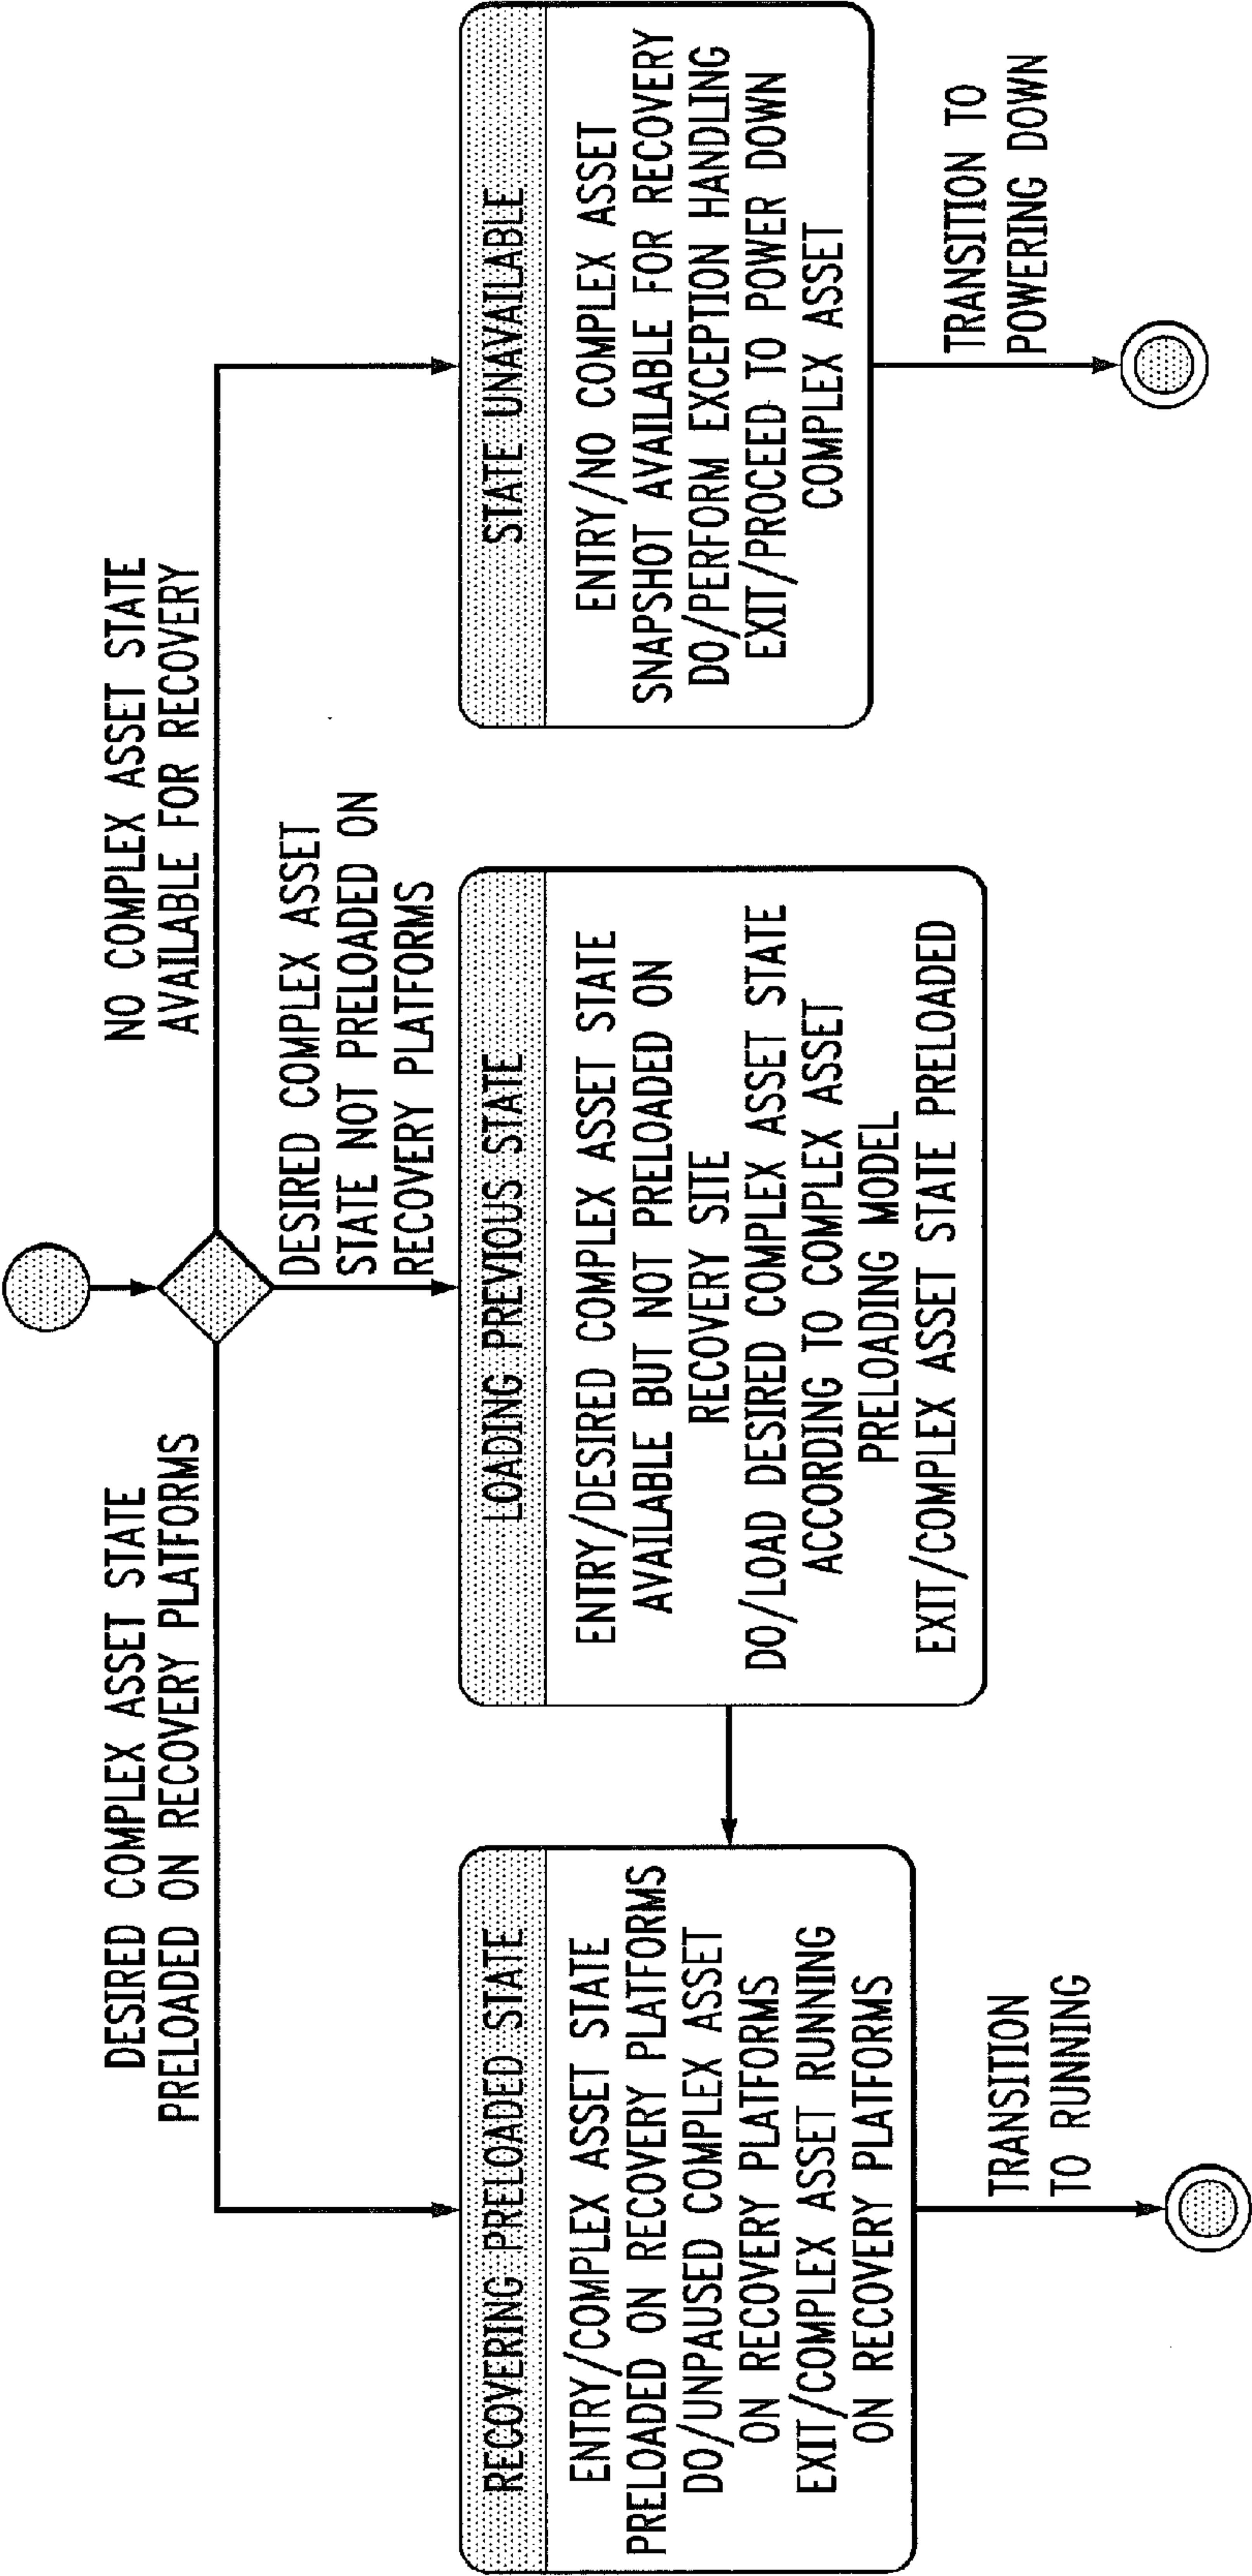 DESIRED COMPLEX ASSET STATE
PRELOADED ON RECOVERY PLATFORMS
NO COMPLEX ASSET STATE
AVAILABLE FOR RECOVERY
DESIRED COMPLEX ASSET
STATE NOT PRELOADED ON
RECOVERY PLATFORMS
RECOVERING PRELOADED STATE
ENTRY/COMPLEX ASSET STATE
PRELOADED ON RECOVERY PLATFORMS
DO/UNPAUSED COMPLEX ASSET
ON RECOVERY PLATFORMS
EXIT/COMPLEX ASSET RUNNING
ON RECOVERY PLATFORMS
LOADING PREVIOUS STATE
ENTRY/DESIRED COMPLEX ASSET STATE
AVAILABLE BUT NOT PRELOADED ON
RECOVERY SITE
DO/LOAD DESIRED COMPLEX ASSET STATE
ACCORDING TO COMPLEX ASSET
PRELOADING MODEL
EXIT/COMPLEX ASSET STATE PRELOADED
STATE UNAVAILABLE
ENTRY/NO COMPLEX ASSET
SNAPSHOT AVAILABLE FOR RECOVERY
DO/PERFORM EXCEPTION HANDLING
EXIT/PROCEED TO POWER DOWN
COMPLEX ASSET
TRANSITION
TO RUNNING
TRANSITION TO
POWERING DOWN